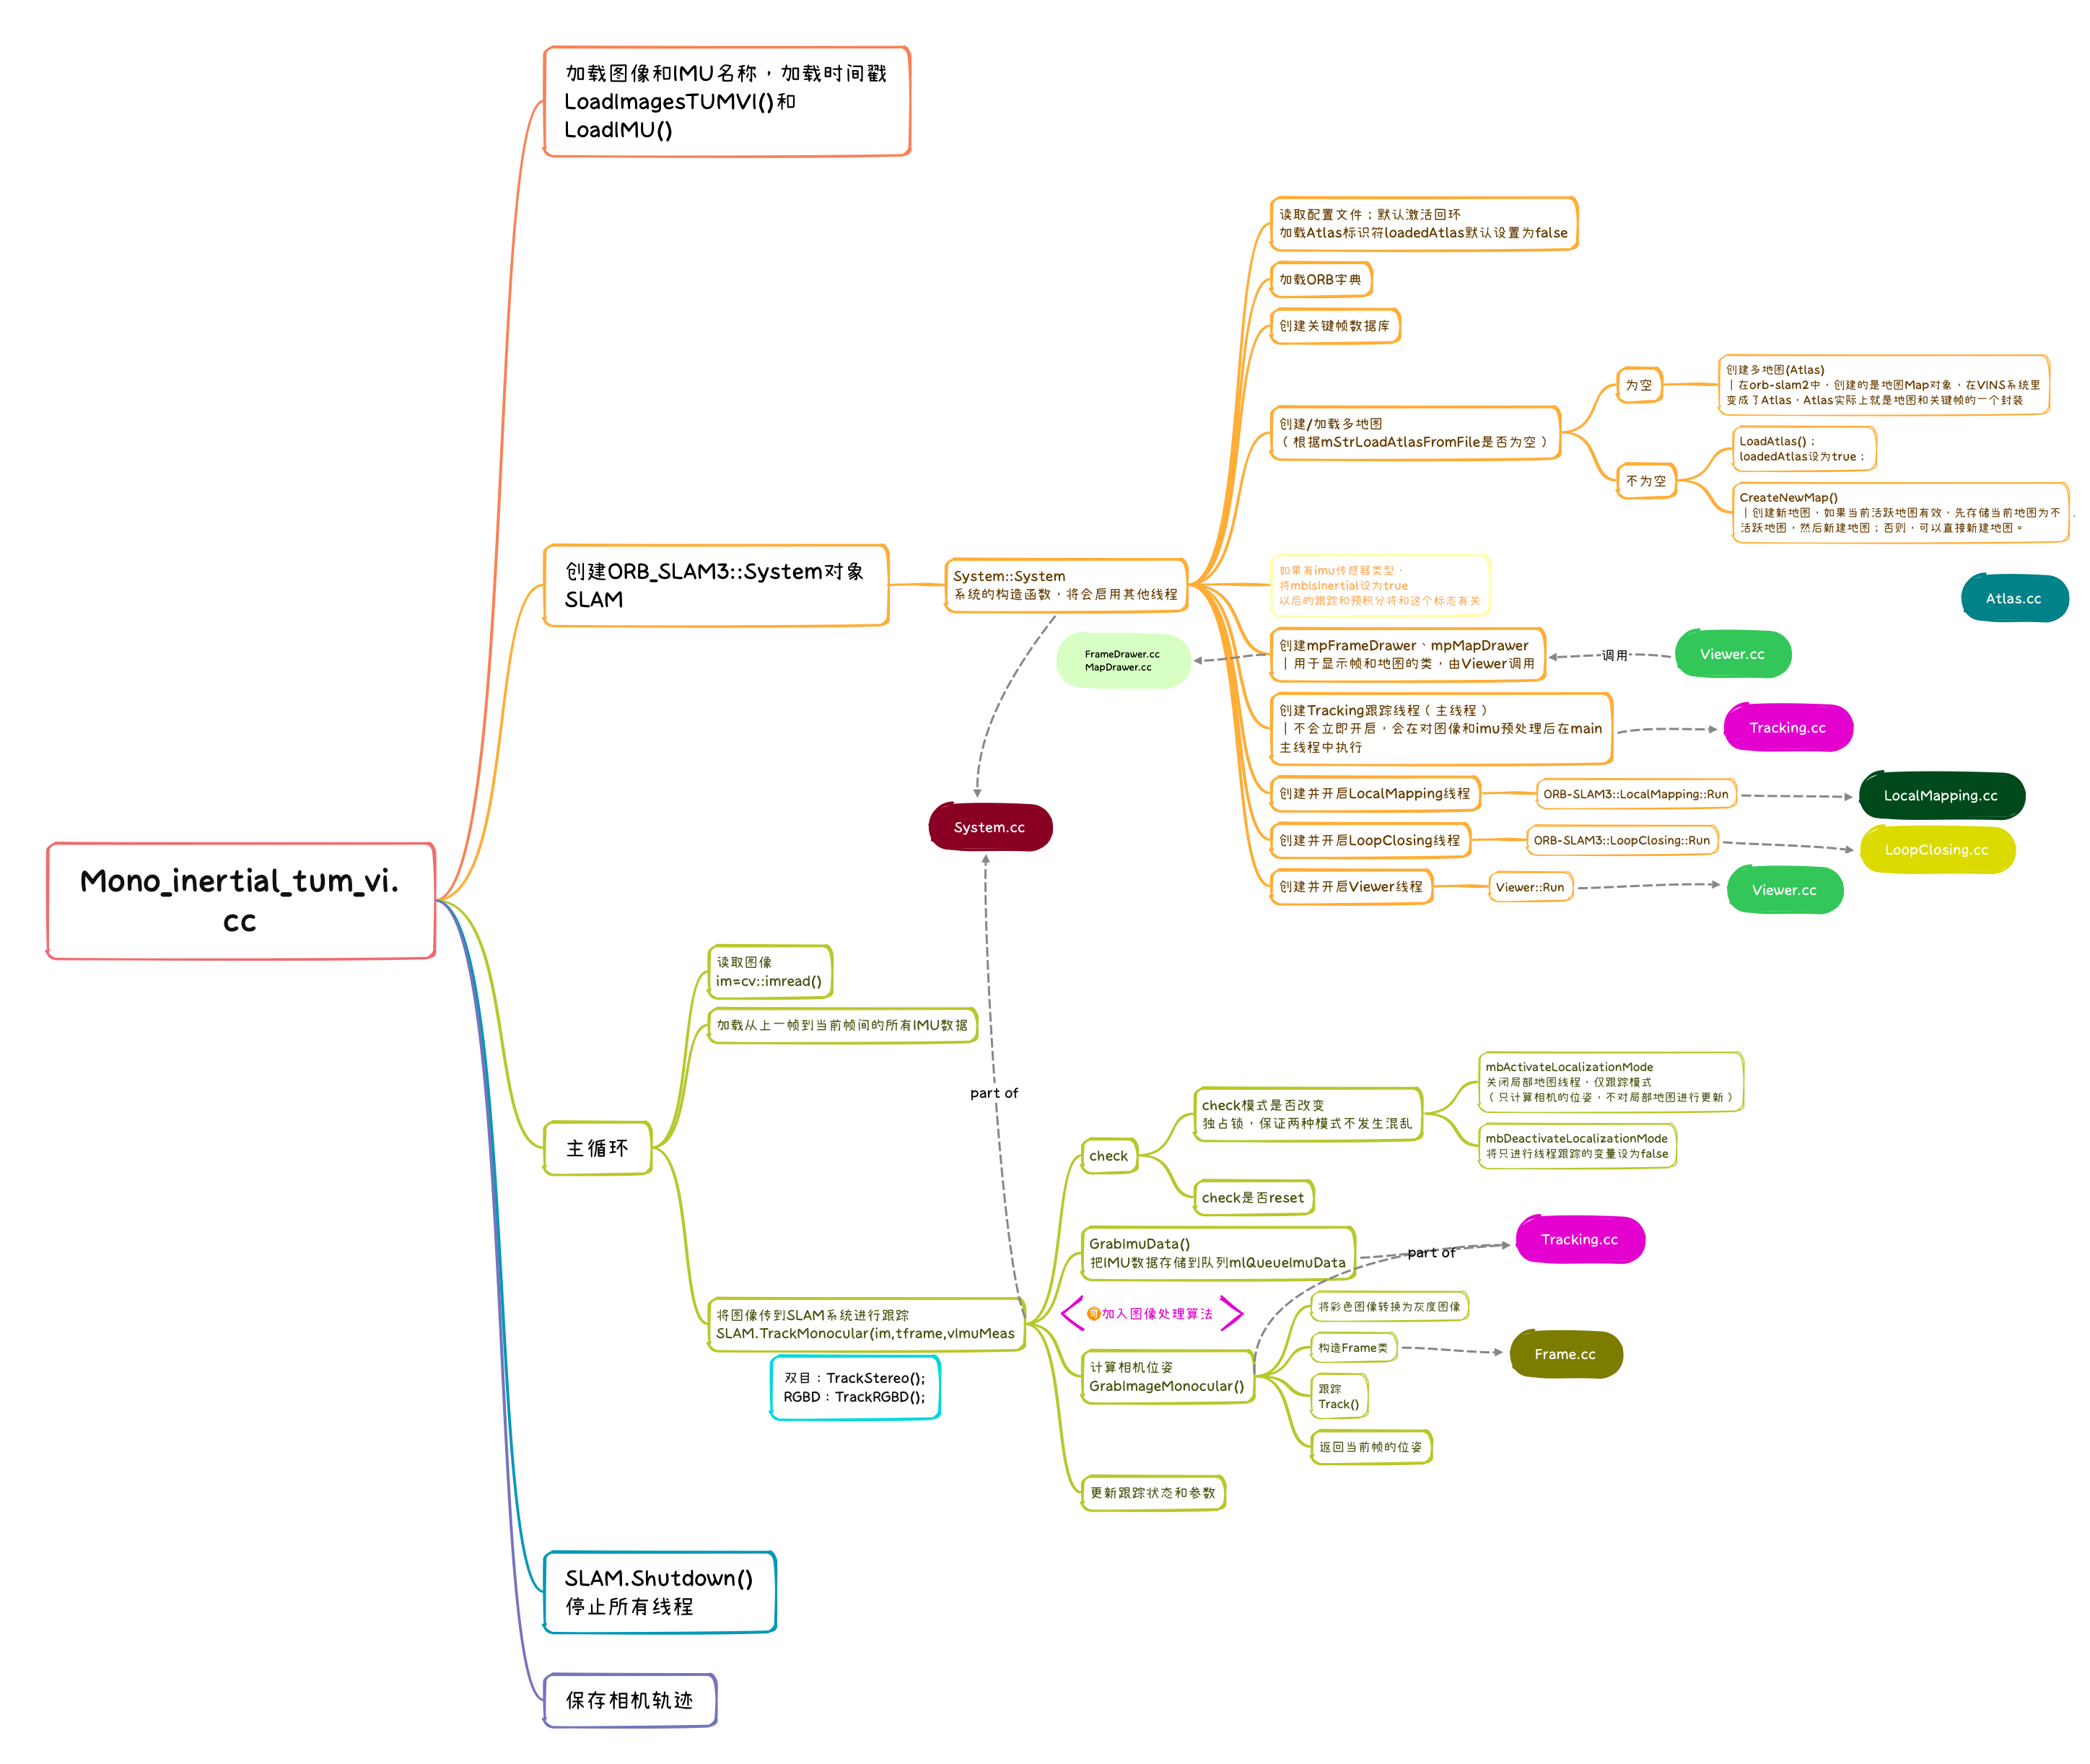 加载图像和IMU名称，加载时间戳
LoadImagesTUMVI()和
LoadIMU()
读取配置文件；默认激活回环
加载Atlas标识符loadedAtlas默认设置为false
加载ORB字典
创建关键帧数据库
创建/加载多地图
（根据mStrLoadAtlasFromFile是否为空）
为空
创建多地图(Atlas)
｜在orb-slam2中，创建的是地图Map对象，在VINS系统里
变成了Atlas，Atlas实际上就是地图和关键帧的一个封装
不为空
LoadAtlas()；
loadedAtlas设为true；
CreateNewMap()
｜创建新地图，如果当前活跃地图有效，先存储当前地图为不
活跃地图，然后新建地图；否则，可以直接新建地图。
创建ORB_SLAM3::System对象
SLAM
System::System
系统的构造函数，将会启用其他线程
如果有imu传感器类型，
将mbIsInertial设为true
以后的跟踪和预积分将和这个标志有关
Atlas.cc
FrameDrawer.cc
MapDrawer.cc
创建mpFrameDrawer、mpMapDrawer
｜用于显示帧和地图的类，由Viewer调用
调用
Viewer.cc
创建Tracking跟踪线程（主线程）
｜不会立即开启，会在对图像和imu预处理后在main
主线程中执行
Tracking.cc
创建并开启LocalMapping线程
ORB-SLAM3::LocalMapping::Run
LocalMapping.cc
System.cc
创建并开启LoopClosing线程
ORB-SLAM3::LoopClosing::Run
LoopClosing.cc
创建并开启Viewer线程
Viewer::Run
Viewer.cc
Mono_inertial_tum_vi.
cc
读取图像
im=cv::imread()
加载从上一帧到当前帧间的所有IMU数据
part of
主循环
check
check模式是否改变
独占锁，保证两种模式不发生混乱
mbActivateLocalizationMode
关闭局部地图线程，仅跟踪模式
（只计算相机的位姿，不对局部地图进行更新）
mbDeactivateLocalizationMode
将只进行线程跟踪的变量设为false
check是否reset
GrabImuData()
把IMU数据存储到队列mlQueueImuData
part of
Tracking.cc
将图像传到SLAM系统进行跟踪
SLAM.TrackMonocular(im,tframe,vImuMeas
🉑加入图像处理算法
双目：TrackStereo();
RGBD：TrackRGBD();
计算相机位姿
GrabImageMonocular()
将彩色图像转换为灰度图像
构造Frame类
Frame.cc
跟踪
Track()
返回当前帧的位姿
更新跟踪状态和参数
SLAM.Shutdown()
停止所有线程
保存相机轨迹